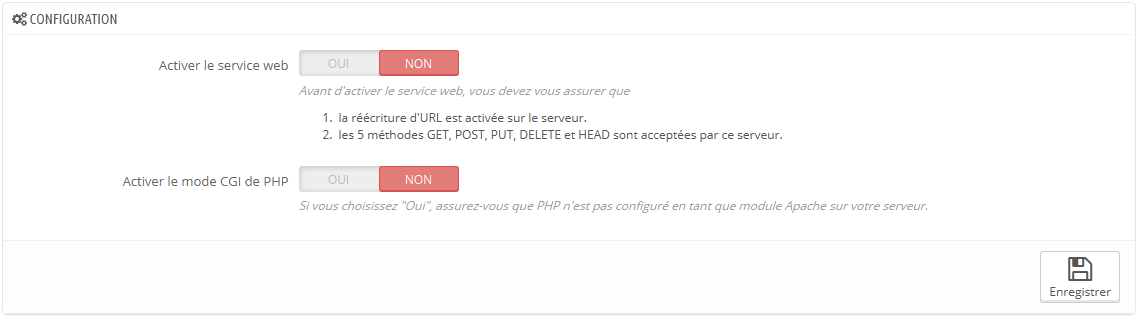 CONFIGURATION
Activer le service web OUI NON
Avant d'activer le service web, vous devez vous assurer que
1. la réécriture d'URL est activée sur le serveur.
2. les 5 méthodes GET, POST, PUT, DELETE et HEAD sont acceptées par ce serveur.
Activer le mode CGI de PHP OUI NON
Si vous choisissez "Oui", assurez-vous que PHP n'est pas configuré en tant que module Apache sur votre serveur.
Enregistrer